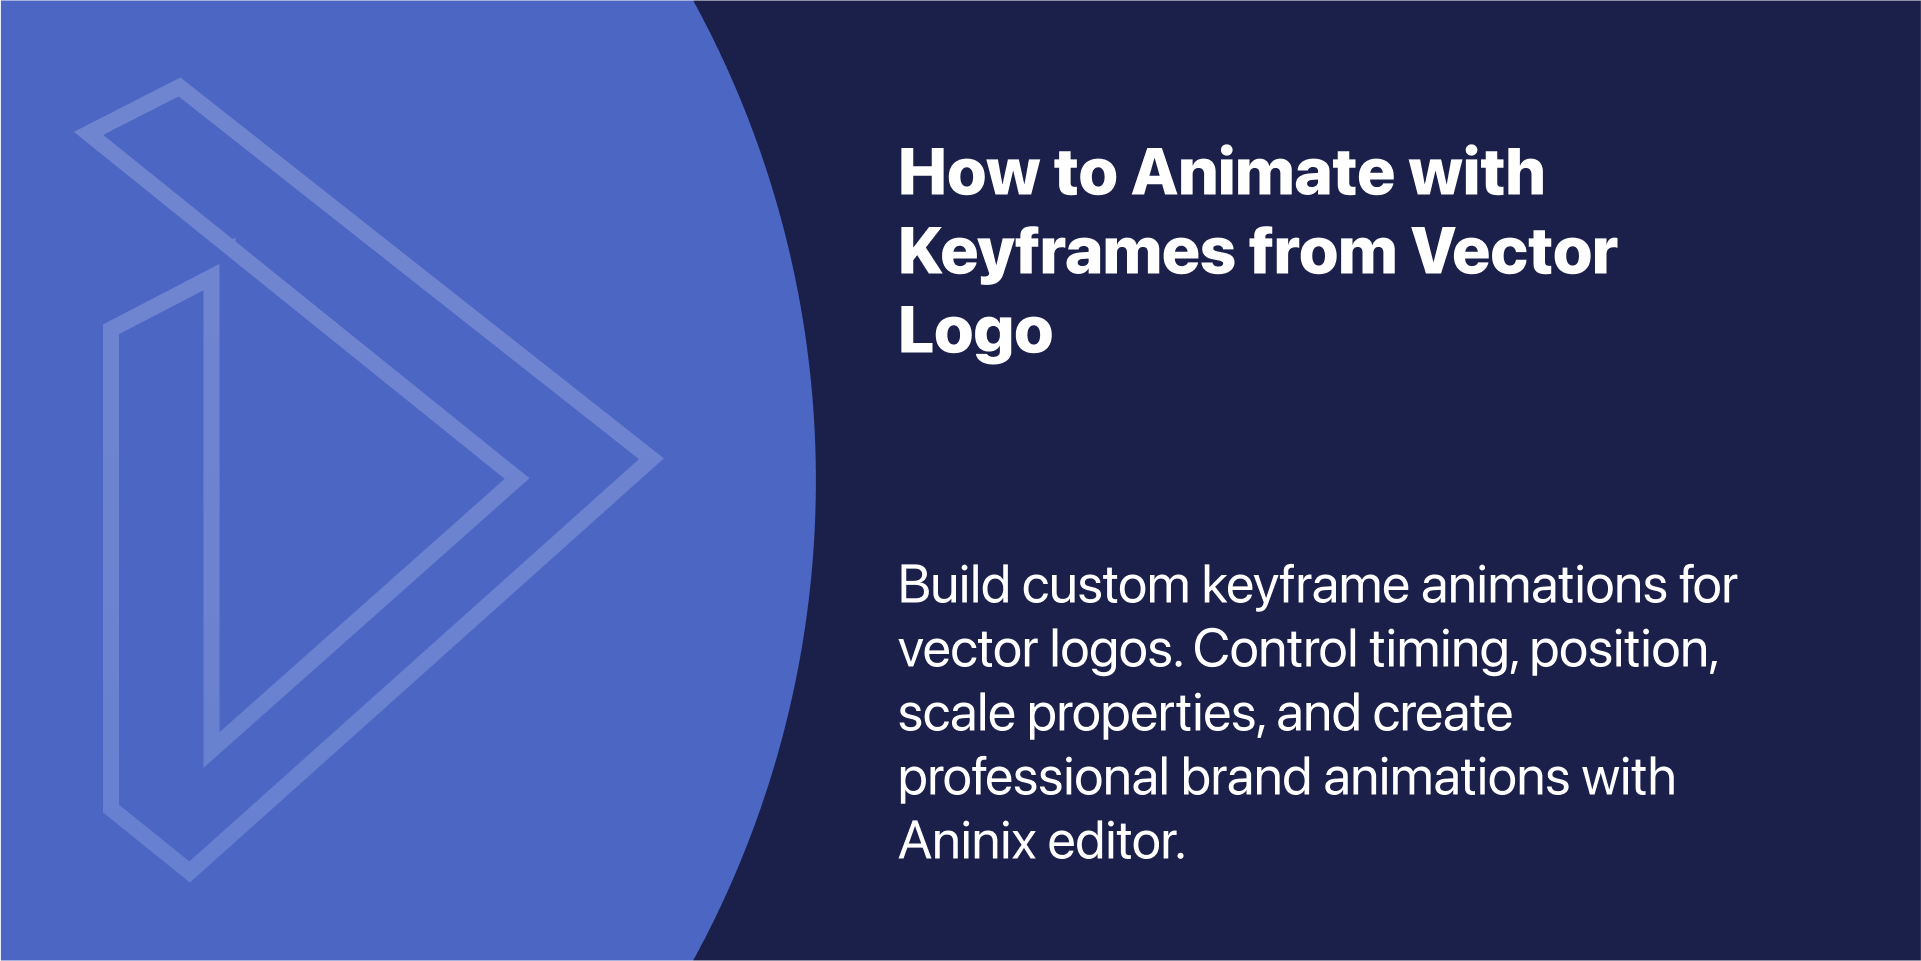 How to Animate with
Keyframes from Vector
Logo
Build custom keyframe animations for
vector logos. Control timing, position,
scale properties, and create
professional brand animations with
Aninix editor.